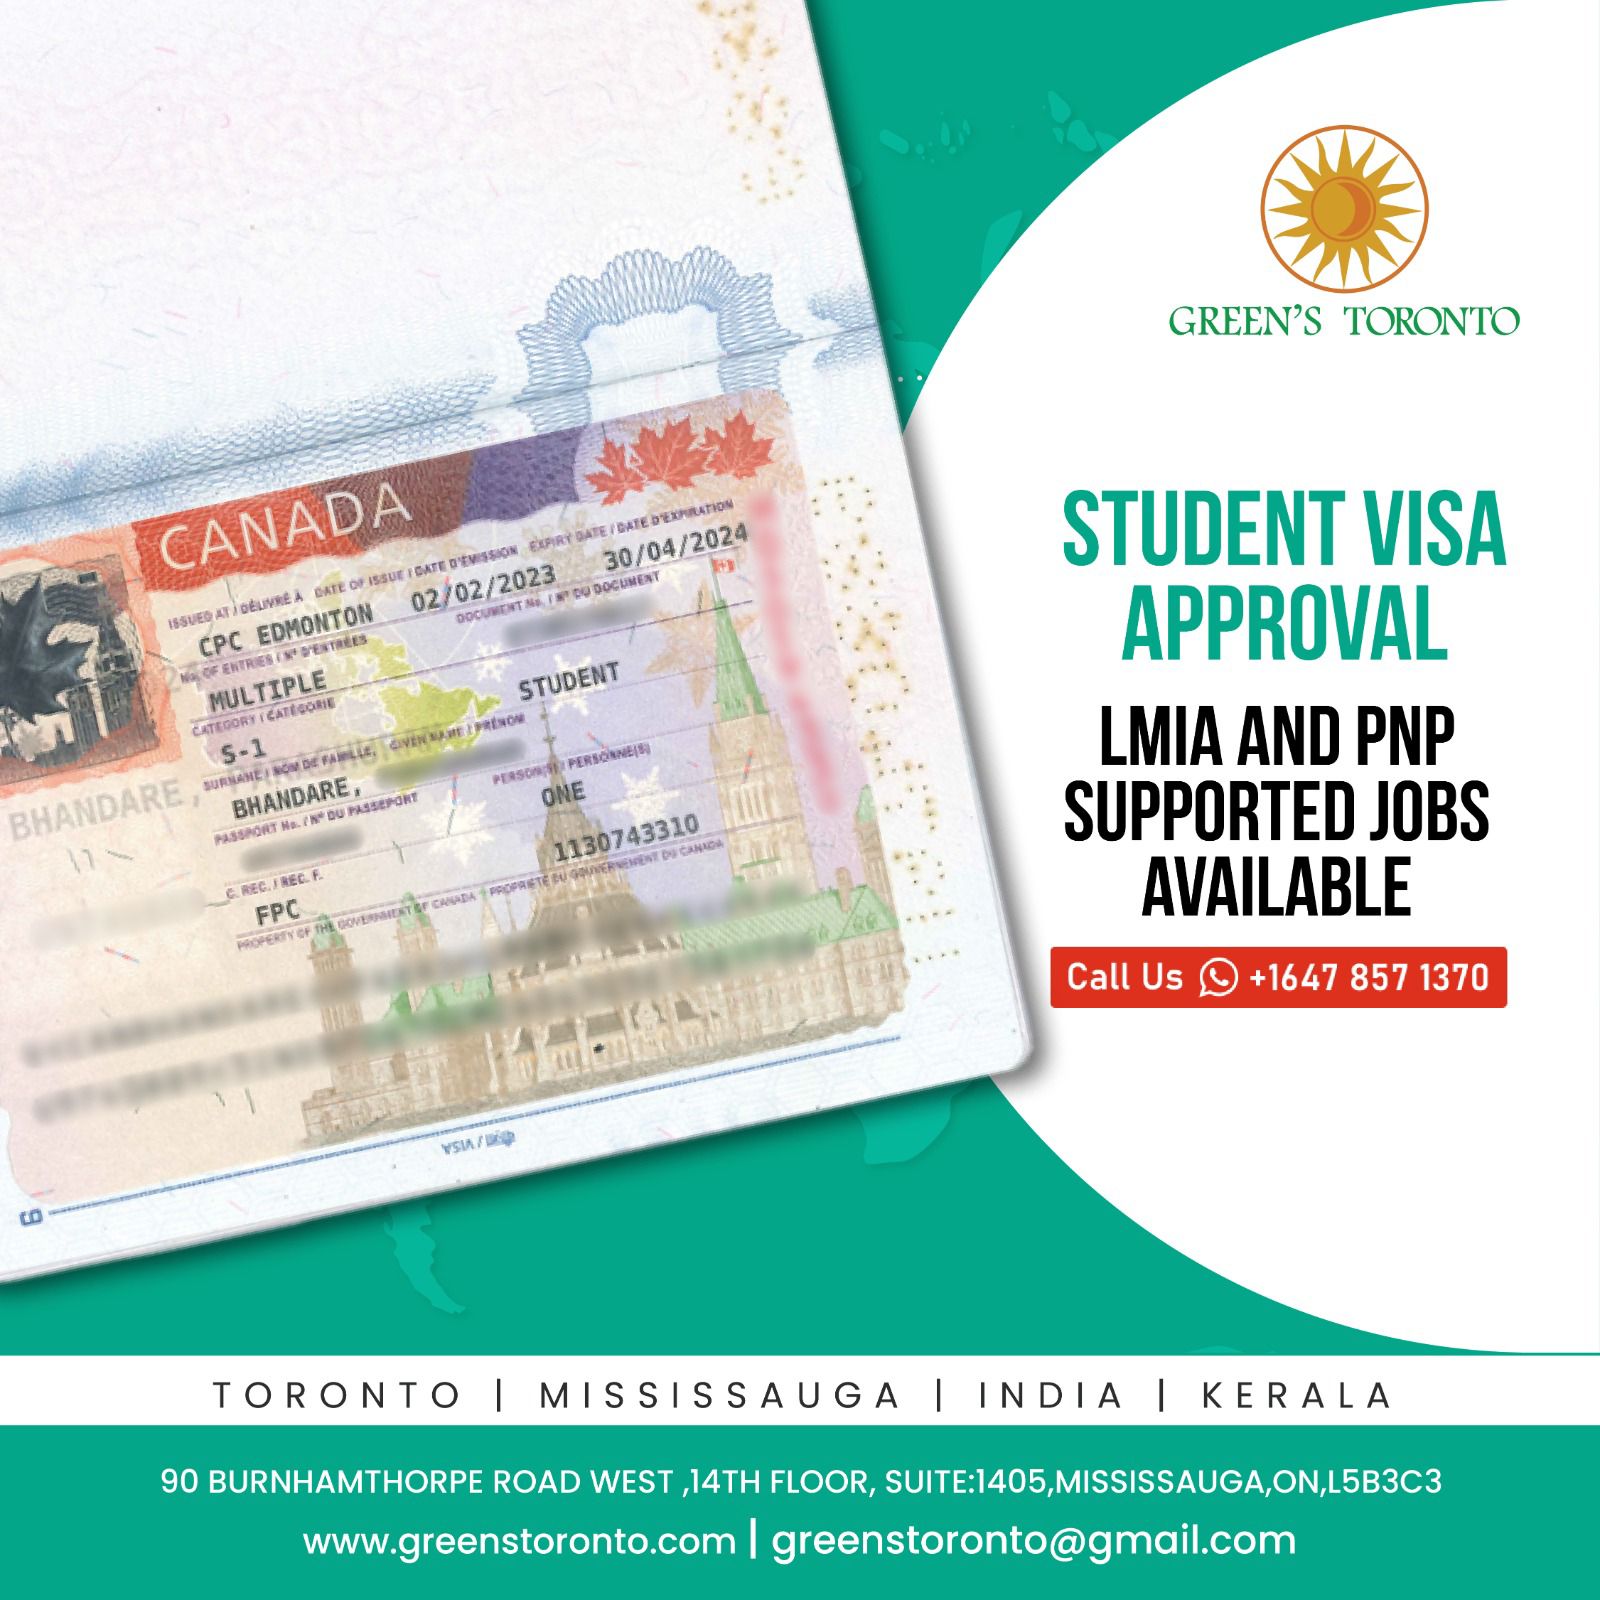 GREEN'S TORONTO
CANADA
ISSUED AT / DÉLIVRÉ À DATE OF ISSUE / DATE D'ÉMISSION EXPIRY DATE / DATE D'EXPIRATION
CPC EDMONTON 02/02/2023 30/04/2024
No. OF ENTRIES / Nº D'ENTRÉES DOCUMENT No. / Nº DU DOCUMENT
MULTIPLE STUDENT
CATEGORY / CATÉGORIE
S-1
SURNAME / NOM DE FAMILLE, GIVEN NAME / PRÉNOM PERSON(S) / PERSONNE(S)
BHANDARE, ONE
BHANDARE,
PASSPORT No. / Nº DU PASSEPORT
1130743310
C. REC. / REC. F.
FPC
PROPERTY OF THE GOVERNMENT OF CANADA PROPRIÉTÉ DU GOUVERNEMENT DU CANADA
VISA
9
STUDENT VISA
APPROVAL
LMIA AND PNP
SUPPORTED JOBS
AVAILABLE
Call Us +1647 857 1370
TORONTO | MISSISSAUGA | INDIA | KERALA
90 BURNHAMTHORPE ROAD WEST ,14TH FLOOR, SUITE:1405,MISSISSAUGA,ON,L5B3C3
www.greenstoronto.com | greenstoronto@gmail.com